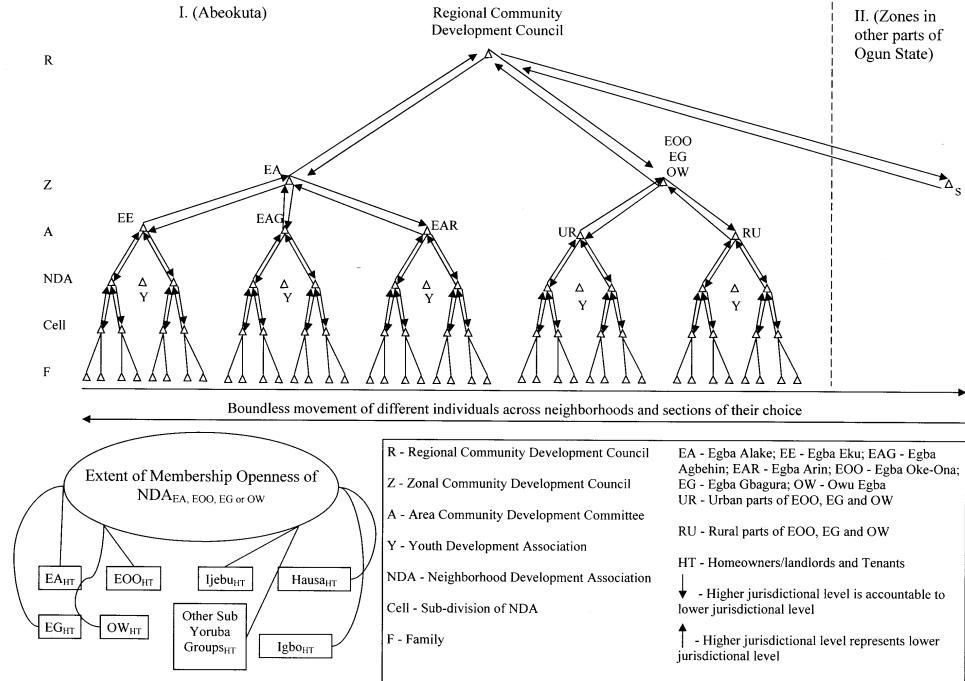 I. (Abeokuta)
Regional Community
Development Council
II. (Zones in
other parts of
Ogun State)
R
EOO
EG
OW
EA
Z
S
EE
EAG
EAR
A
UR
RU
NDA
Y
Y
Y
Y
Y
Cell
F
Boundless movement of different individuals across neighborhoods and sections of their choice
Extent of Membership Openness of
NDAEA, EOO, EG or OW
EAHT
EOOHT
IjebuHT
HausaHT
EGHT
OWHT
Other Sub
Yoruba
GroupsHT
IgboHT
R - Regional Community Development Council
Z - Zonal Community Development Council
A - Area Community Development Committee
Y - Youth Development Association
NDA - Neighborhood Development Association
Cell - Sub-division of NDA
F - Family
EA - Egba Alake; EE - Egba Eku; EAG - Egba
Agbehin; EAR - Egba Arin; EOO - Egba Oke-Ona;
EG - Egba Gbagura; OW - Owu Egba
UR - Urban parts of EOO, EG and OW
RU - Rural parts of EOO, EG and OW
HT - Homeowners/landlords and Tenants
- Higher jurisdictional level is accountable to
lower jurisdictional level
- Higher jurisdictional level represents lower
jurisdictional level